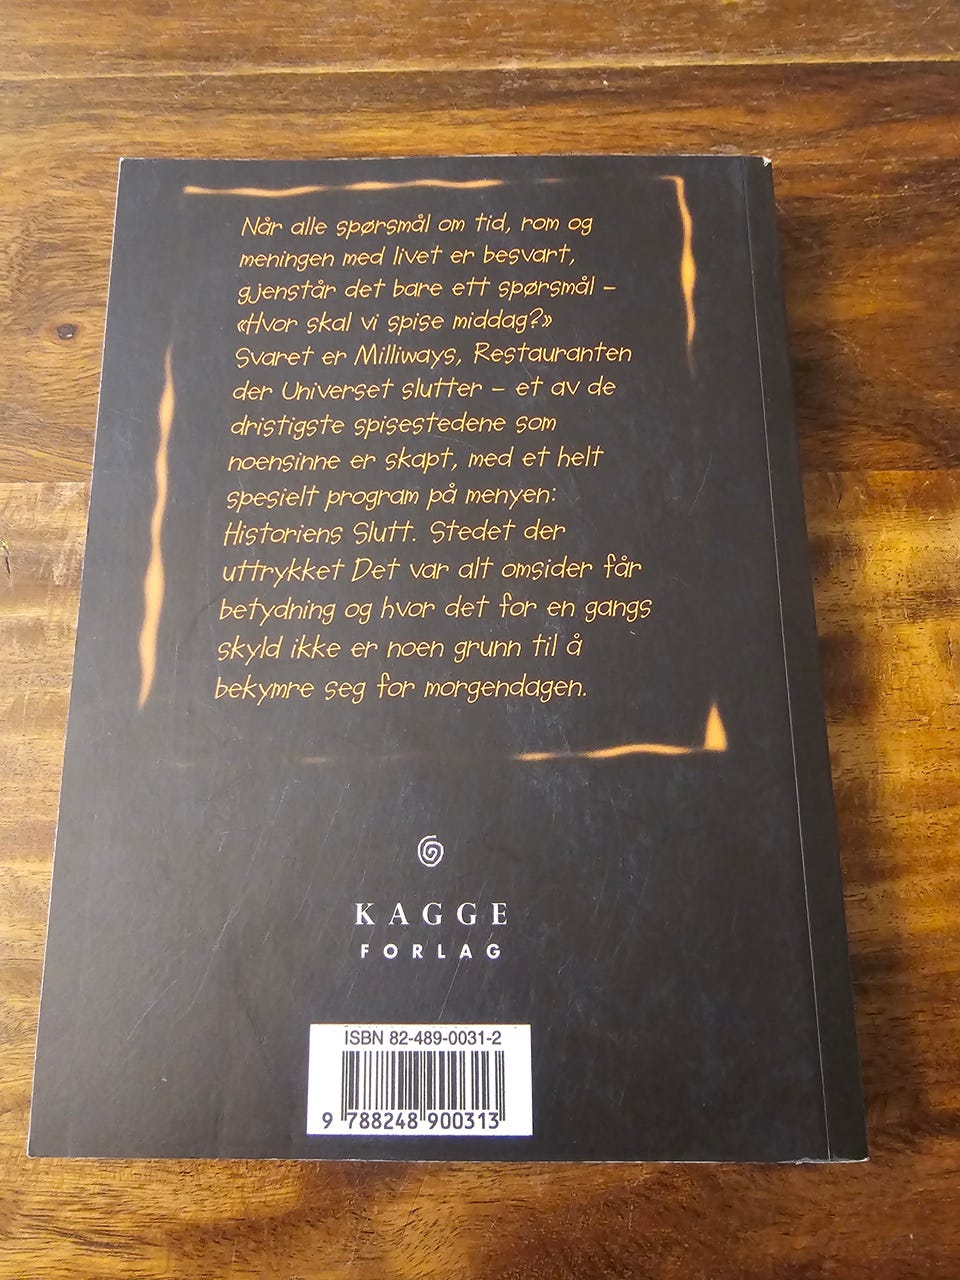 Når alle spørsmål om tid, rom og
meningen med livet er besvart,
gjenstår det bare ett spørsmål –
«Hvor skal vi spise middag?»
Svaret er Milliways, Restauranten
der Universet slutter – et av de
dristigste spisestedene som
noensinne er skapt, med et helt
spesielt program på menyen:
Historiens Slutt. Stedet der
uttrykket Det var alt omsider får
betydning og hvor det for en gangs
skyld ikke er noen grunn til å
bekymre seg for morgendagen.
KAGGE
FORLAG
ISBN 82-489-0031-2
9 788248 900313